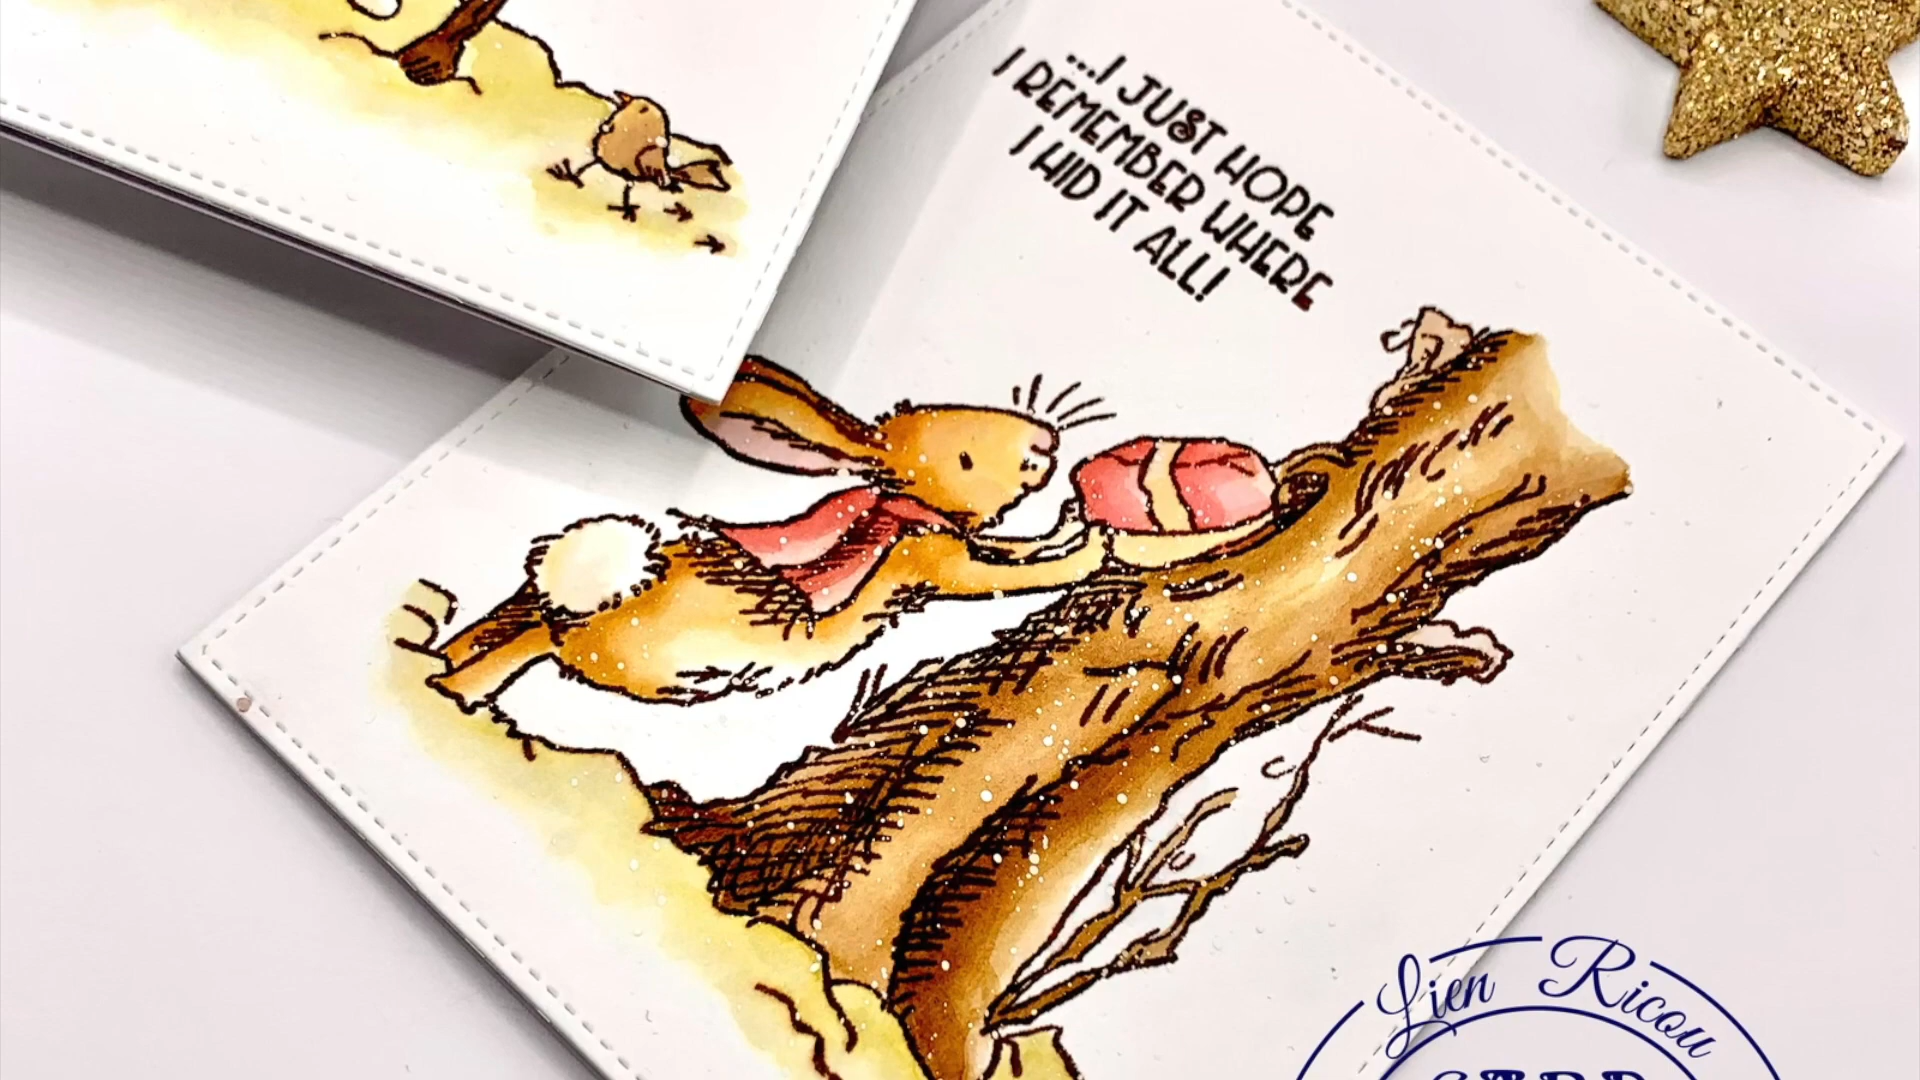 ...I JUST HOPE
I REMEMBER WHERE
I HID IT ALL!
Lien Ricou